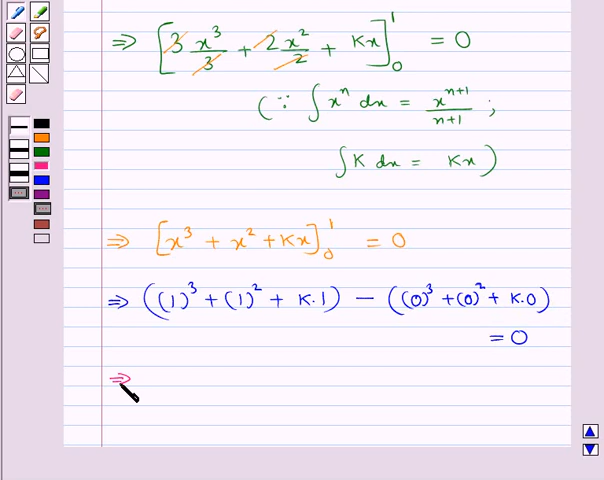 ⇒ [3 x³/3 + 2 x²/2 + Kx]₀¹ = 0
(∵ ∫ xⁿ dx = xⁿ⁺¹/n+1 ;
∫ K dx = Kx)
⇒ [x³ + x² + Kx]₀¹ = 0
⇒ ((1)³ + (1)² + K.1) − ((0)³ + (0)² + K.0)
= 0
⇒